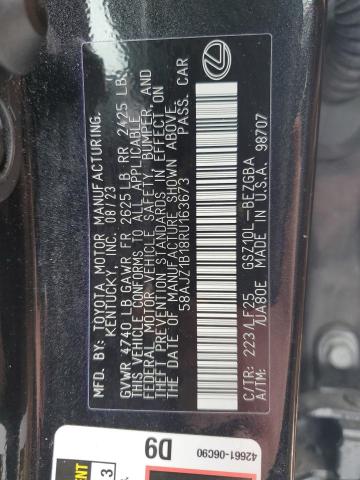 MFD. BY: TOYOTA MOTOR MANUFACTURING,
KENTUCKY, INC. 08/23
GVWR 4740 LB GAWR FR 2625 LB RR 2425 LB
THIS VEHICLE CONFORMS TO ALL APPLICABLE
FEDERAL MOTOR VEHICLE SAFETY, BUMPER, AND
THEFT PREVENTION STANDARDS IN EFFECT ON
THE DATE OF MANUFACTURE SHOWN ABOVE.
58AJZ1B18RU163673 PASS. CAR
C/TR: 223/LF25 GSZ10L-BEZGBA
A/TM: /UA80E MADE IN U.S.A. 98707
42661-06C90
D9
ENT
3